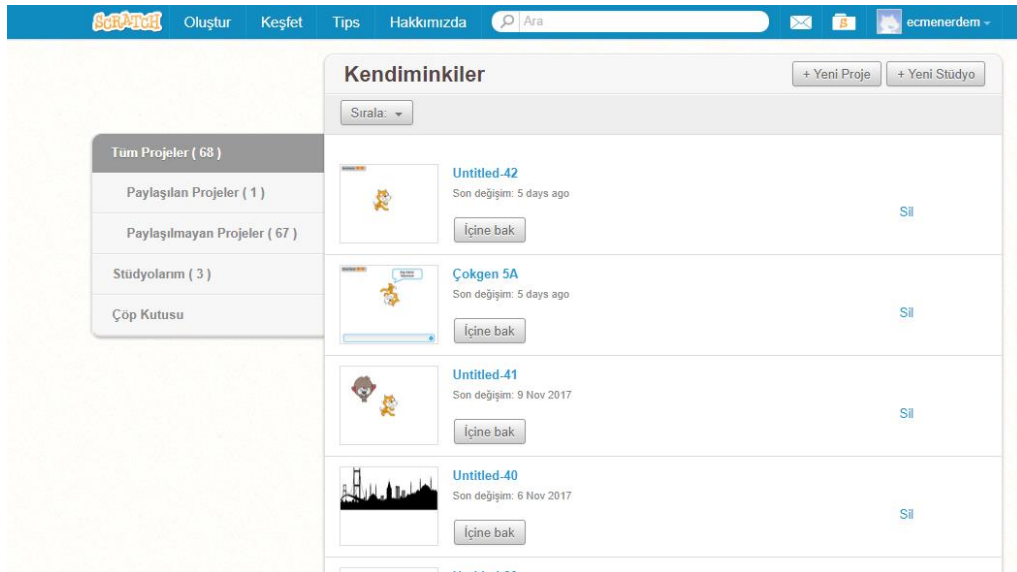 SCRATCH Oluştur Keşfet Tips Hakkımızda Ara ecmenerdem
Kendiminkiler + Yeni Proje + Yeni Stüdyo
Sırala:
Tüm Projeler ( 68 )
Paylaşılan Projeler ( 1 )
Paylaşılmayan Projeler ( 67 )
Stüdyolarım ( 3 )
Çöp Kutusu
Untitled-42
Son değişim: 5 days ago
Sil
İçine bak
Çokgen 5A
Son değişim: 5 days ago
Sil
İçine bak
Untitled-41
Son değişim: 9 Nov 2017
Sil
İçine bak
Untitled-40
Son değişim: 6 Nov 2017
Sil
İçine bak